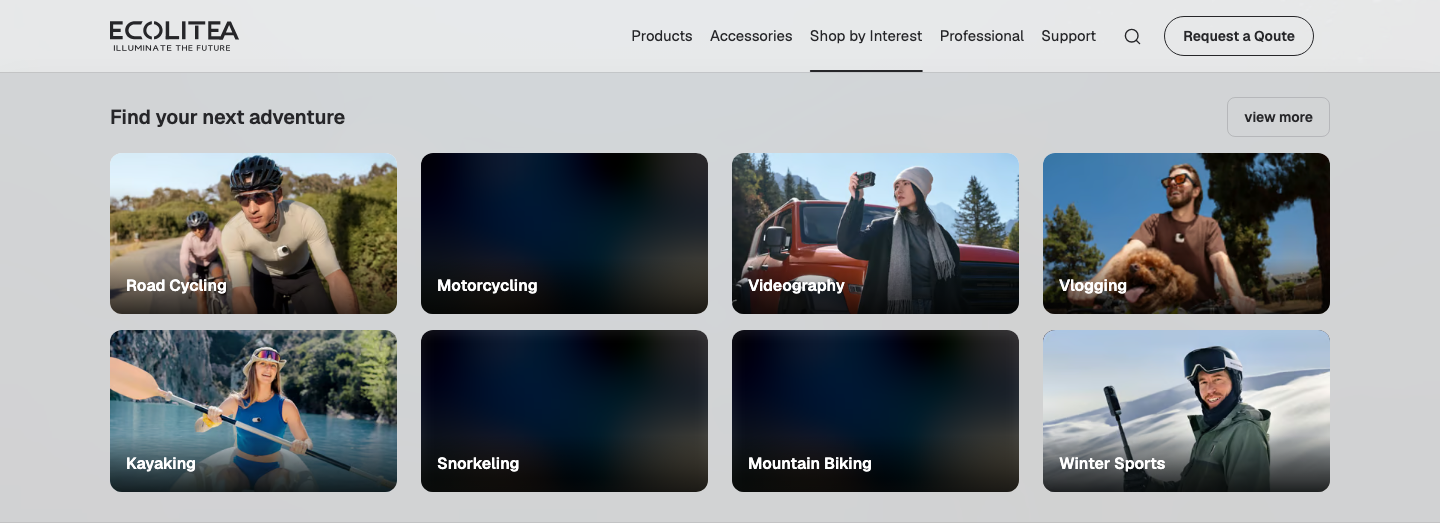 ECOLITEA
ILLUMINATE THE FUTURE
Products Accessories Shop by Interest Professional Support Request a Qoute
Find your next adventure
view more
Road Cycling
Motorcycling
Videography
Vlogging
Kayaking
Snorkeling
Mountain Biking
Winter Sports